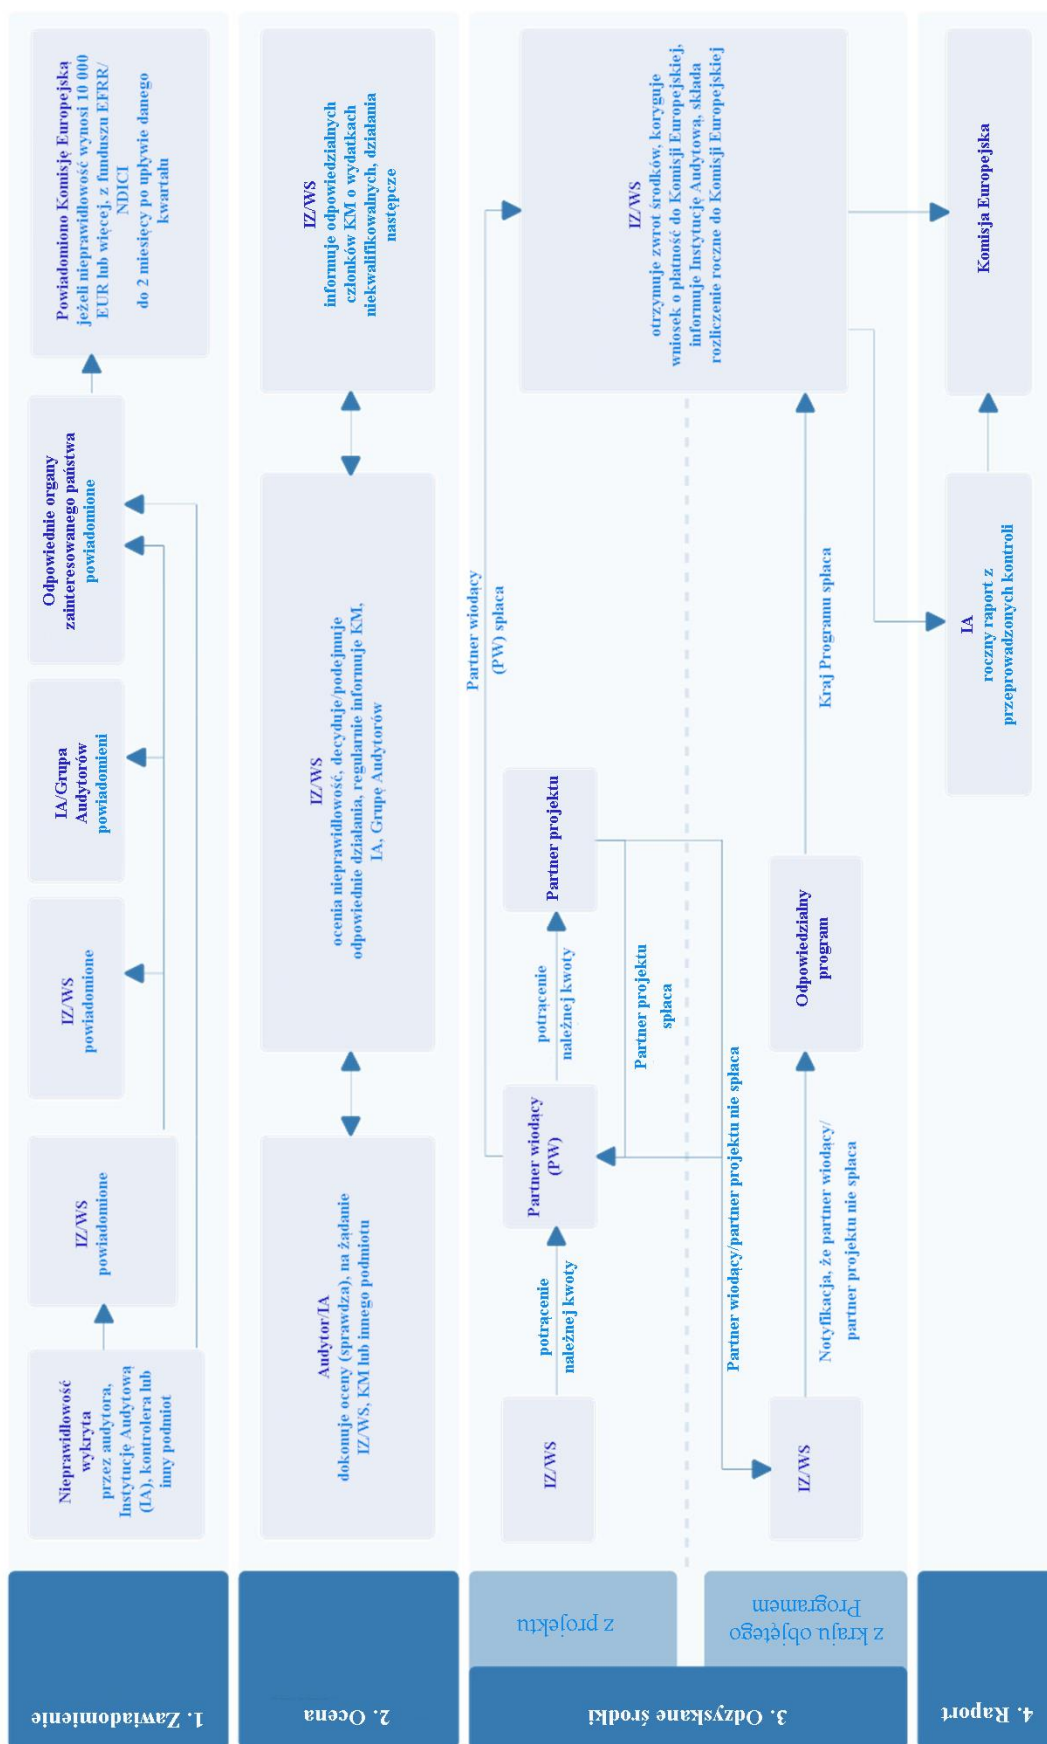 1. Zawiadomienie
Nieprawidłowość
wykryta
przez audytora,
Instytucję Audytową
(IA), kontrolera lub
inny podmiot
IZ/WS
powiadomione
IZ/WS
powiadomione
IA/Grupa
Audytorów
powiadomieni
Odpowiednie organy
zainteresowanego państwa
powiadomione
Powiadomiono Komisję Europejską
jeżeli nieprawidłowość wynosi 10 000
EUR lub więcej, z funduszu EFRR/
NDICI
do 2 miesięcy po upływie danego
kwartału
2. Ocena
Audytor/IA
dokonuje oceny (sprawdza), na żądanie
IZ/WS, KM lub innego podmiotu
IZ/WS
ocenia nieprawidłowość, decyduje/podejmuje
odpowiednie działania, regularnie informuje KM,
IA, Grupę Audytorów
IZ/WS
informuje odpowiedzialnych
członków KM o wydatkach
niekwalifikowalnych, działania
następcze
3. Odzyskane środki
z projektu
IZ/WS
potrącenie
należnej kwoty
Partner wiodący
(PW)
potrącenie
należnej kwoty
Partner projektu
Partner projektu
spłaca
Partner wiodący
(PW) spłaca
Partner wiodący/partner projektu nie spłaca
z kraju objętego
Programem
IZ/WS
Notyfikacja, że partner wiodący/
partner projektu nie spłaca
Odpowiedzialny
program
Kraj Programu spłaca
IZ/WS
otrzymuje zwrot środków, koryguje
wniosek o płatność do Komisji Europejskiej,
informuje Instytucję Audytową, składa
rozliczenie roczne do Komisji Europejskiej
4. Raport
IA
roczny raport z
przeprowadzonych kontroli
Komisja Europejska